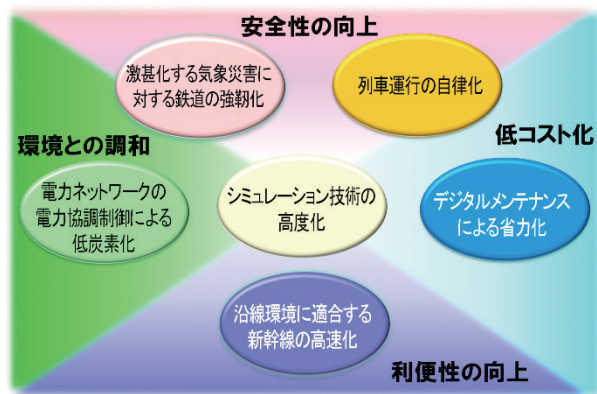 安全性の向上
激甚化する気象災害に
対する鉄道の強靭化
列車運行の自律化
環境との調和
低コスト化
電力ネットワークの
電力協調制御による
低炭素化
シミュレーション技術の
高度化
デジタルメンテナンス
による省力化
沿線環境に適合する
新幹線の高速化
利便性の向上